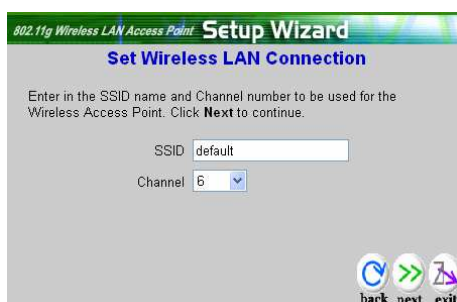 802.11g Wireless LAN Access Point Setup Wizard
Set Wireless LAN Connection
Enter in the SSID name and Channel number to be used for the
Wireless Access Point. Click Next to continue.
SSID default
Channel 6
back next exit